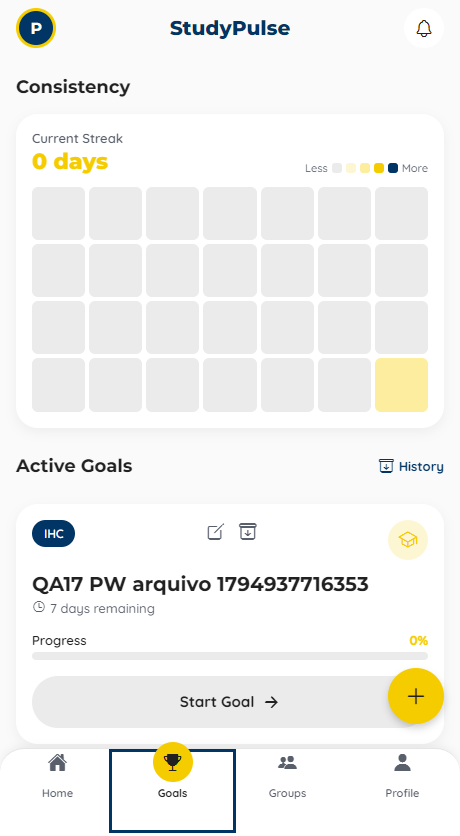 P
StudyPulse
Consistency
Current Streak
0 days
Less More
Active Goals
History
IHC
QA17 PW arquivo 1794937716353
7 days remaining
Progress 0%
Start Goal
Home Goals Groups Profile